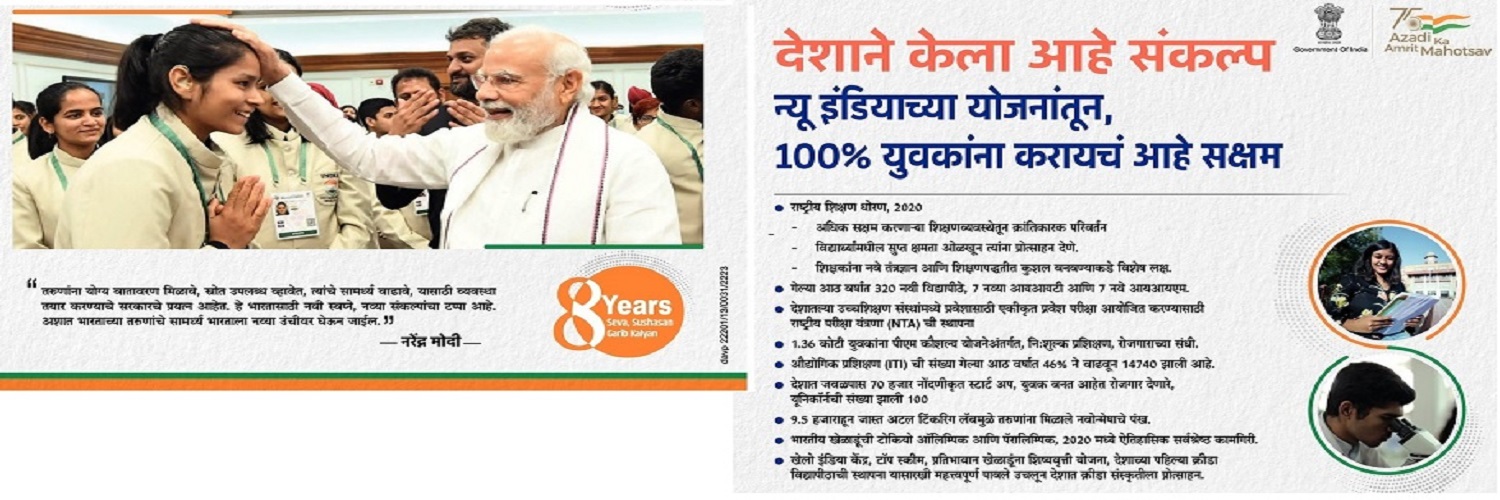 “ तरुणांना योग्य वातावरण मिळावे, स्रोत उपलब्ध व्हावेत, त्यांचे सामर्थ्य वाढावे, यासाठी व्यवस्था
तयार करण्याचे सरकारचे प्रयत्न आहेत. हे भारतासाठी नवी स्वप्ने, नव्या संकल्पांचा टप्पा आहे.
अशात भारताच्या तरुणांचे सामर्थ्य भारताला नव्या उंचीवर घेऊन जाईल. ”
— नरेंद्र मोदी —
8 Years
Seva, Sushasan
Garib Kalyan
davp 22201/13/0031/2223
Government Of India
75
Azadi Ka
Amrit Mahotsav
देशाने केला आहे संकल्प
न्यू इंडियाच्या योजनांतून,
100% युवकांना करायचं आहे सक्षम
• राष्ट्रीय शिक्षण धोरण, 2020
- अधिक सक्षम करणाऱ्या शिक्षणव्यवस्थेतून क्रांतिकारक परिवर्तन
- विद्यार्थ्यांमधील सुप्त क्षमता ओळखून त्यांना प्रोत्साहन देणे.
- शिक्षकांना नवे तंत्रज्ञान आणि शिक्षणपद्धतीत कुशल बनवण्याकडे विशेष लक्ष.
• गेल्या आठ वर्षांत 320 नवी विद्यापीठे, 7 नव्या आयआयटी आणि 7 नवे आयआयएम.
• देशातल्या उच्चशिक्षण संस्थांमध्ये प्रवेशासाठी एकीकृत प्रवेश परीक्षा आयोजित करण्यासाठी
राष्ट्रीय परीक्षा यंत्रणा (NTA) ची स्थापना
• 1.36 कोटी युवकांना पीएम कौशल्य योजनेअंतर्गत, निःशुल्क प्रशिक्षण, रोजगाराच्या संधी.
• औद्योगिक प्रशिक्षण (ITI) ची संख्या गेल्या आठ वर्षांत 46% ने वाढवून 14740 झाली आहे.
• देशात जवळपास 70 हजार नोंदणीकृत स्टार्ट अप, युवक बनत आहेत रोजगार देणारे,
यूनिकॉर्नची संख्या झाली 100
• 9.5 हजाराहून जास्त अटल टिंकरिंग लॅबमुळे तरुणांना मिळाले नवोन्मेषाचे पंख.
• भारतीय खेळाडूंची टोकियो ऑलिम्पिक आणि पॅरालिम्पिक, 2020 मध्ये ऐतिहासिक सर्वश्रेष्ठ कामगिरी.
• खेलो इंडिया केंद्र, टॉप स्कीम, प्रतिभावान खेळाडूंना शिष्यवृत्ती योजना, देशाच्या पहिल्या क्रीडा
विद्यापीठाची स्थापना यासारखी महत्त्वपूर्ण पावले उचलून देशात क्रीडा संस्कृतीला प्रोत्साहन.